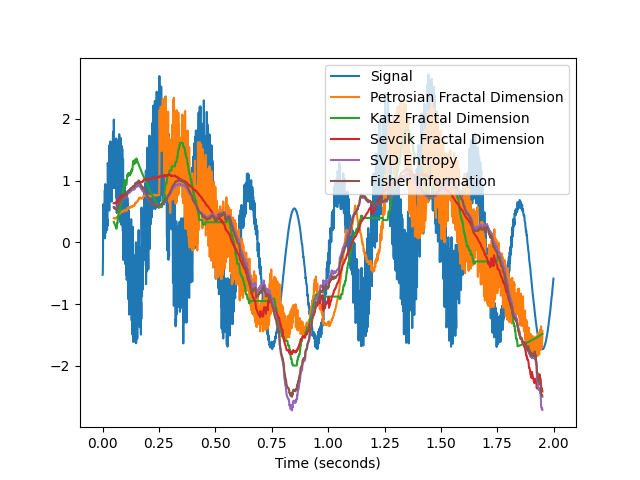 Signal
Petrosian Fractal Dimension
Katz Fractal Dimension
Sevcik Fractal Dimension
SVD Entropy
Fisher Information
2
1
0
−1
−2
0.00 0.25 0.50 0.75 1.00 1.25 1.50 1.75 2.00
Time (seconds)